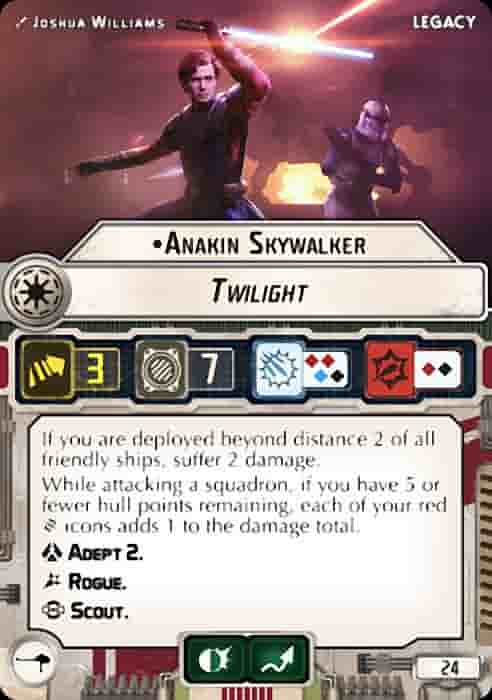 Joshua Williams
LEGACY
•Anakin Skywalker
Twilight
3
7
If you are deployed beyond distance 2 of all
friendly ships, suffer 2 damage.
While attacking a squadron, if you have 5 or
fewer hull points remaining, each of your red
icons adds 1 to the damage total.
Adept 2.
Rogue.
Scout.
24